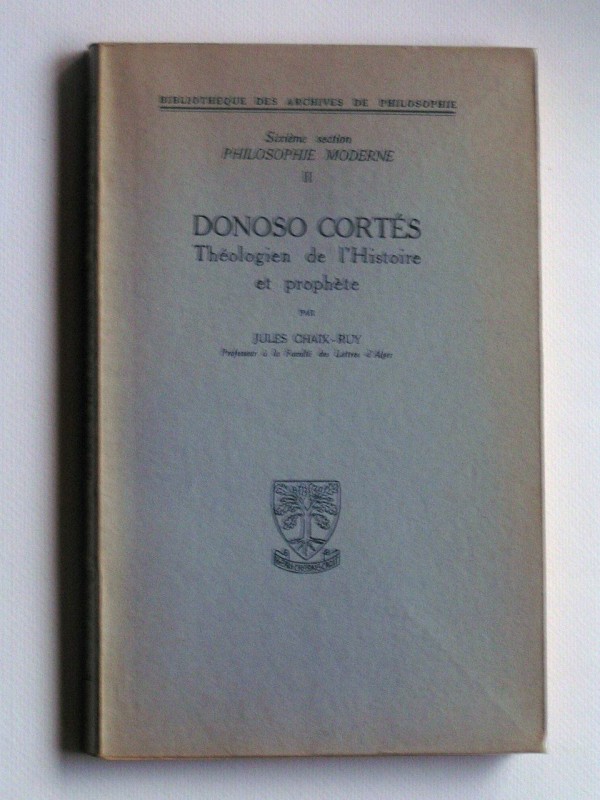 BIBLIOTHÈQUE DES ARCHIVES DE PHILOSOPHIE
Sixième section
PHILOSOPHIE MODERNE
II
DONOSO CORTÉS
Théologien de l'Histoire
et prophète
PAR
JULES CHAIX-RUY
Professeur à la Faculté des Lettres d'Alger